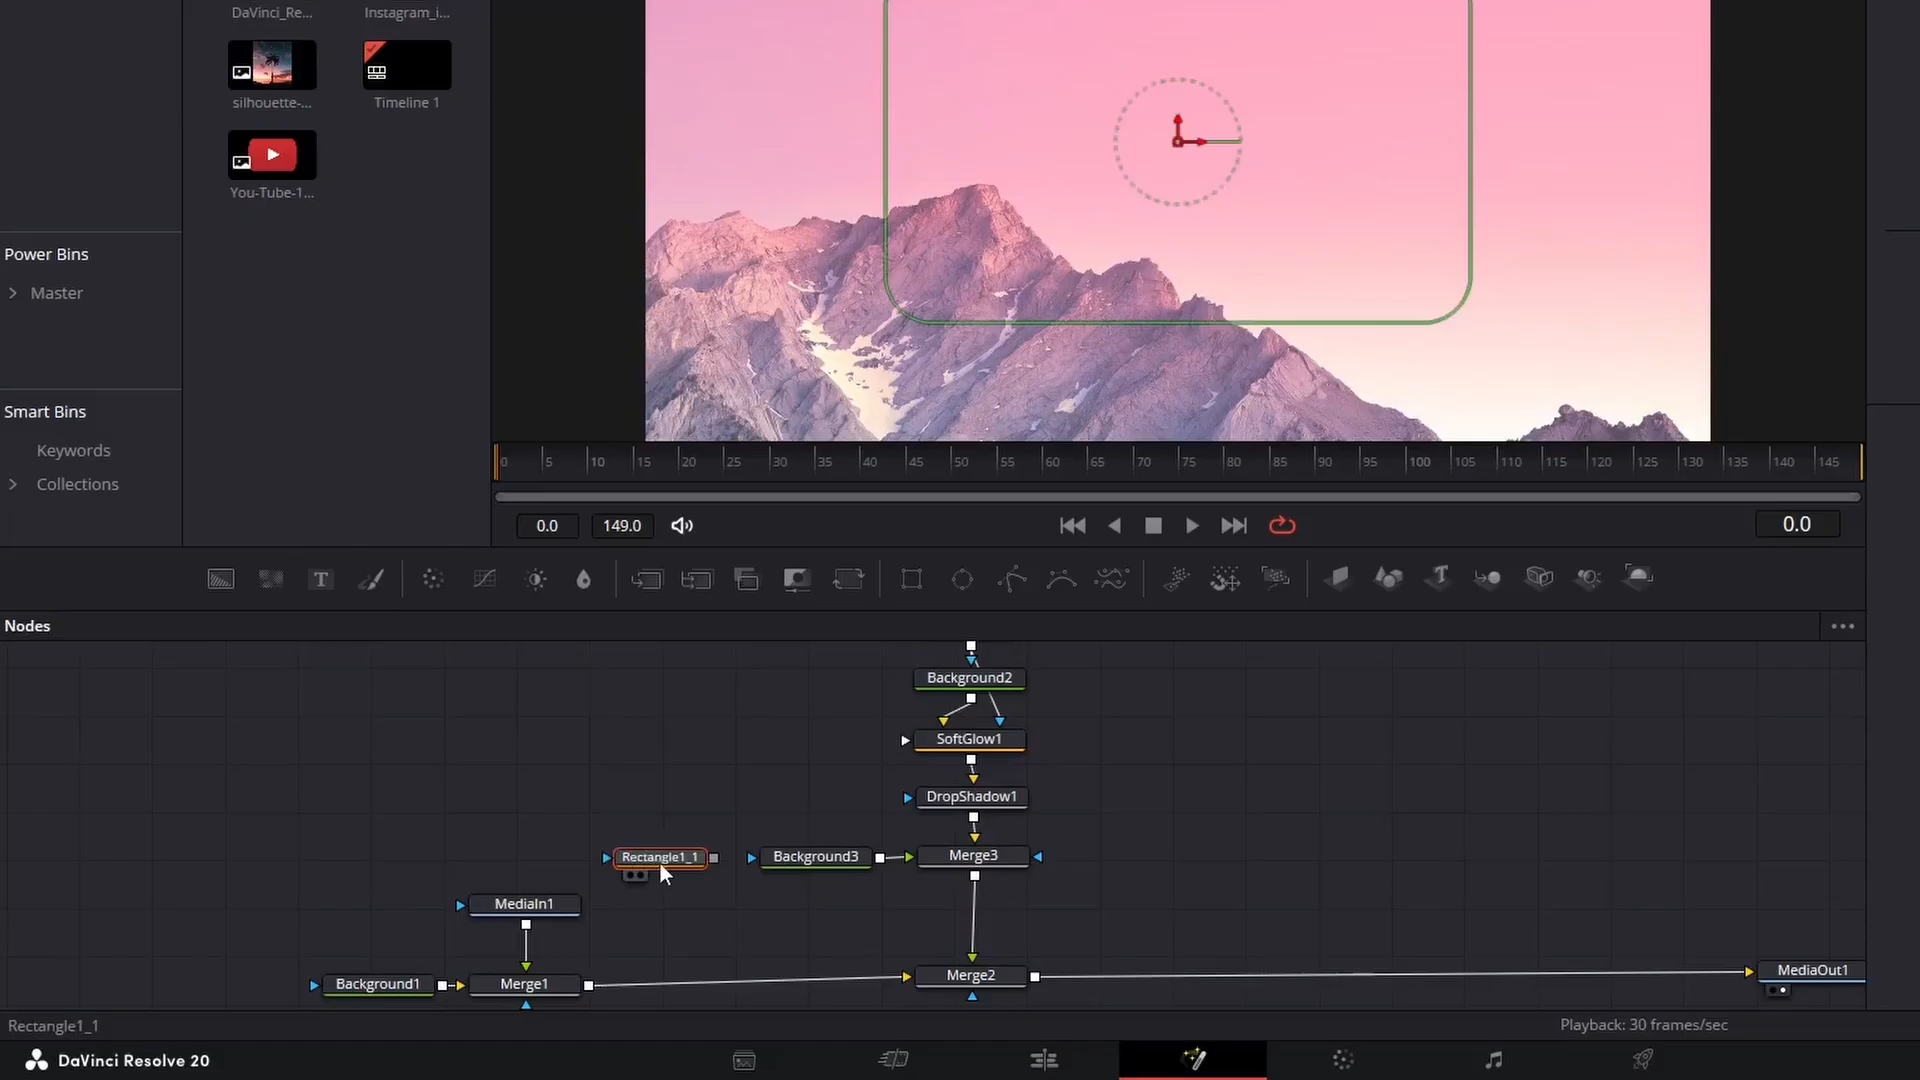 DaVinci_Re...
Instagram_i...
silhouette-...
Timeline 1
You-Tube-1...
Power Bins
Master
Smart Bins
Keywords
Collections
0 5 10 15 20 25 30 35 40 45 50 55 60 65 70 75 80 85 90 95 100 105 110 115 120 125 130 135 140 145
0.0
149.0
0.0
T
T
Nodes
Background2
SoftGlow1
DropShadow1
Rectangle1_1
Background3
Merge3
MediaIn1
Background1
Merge1
Merge2
MediaOut1
Rectangle1_1
Playback: 30 frames/sec
DaVinci Resolve 20